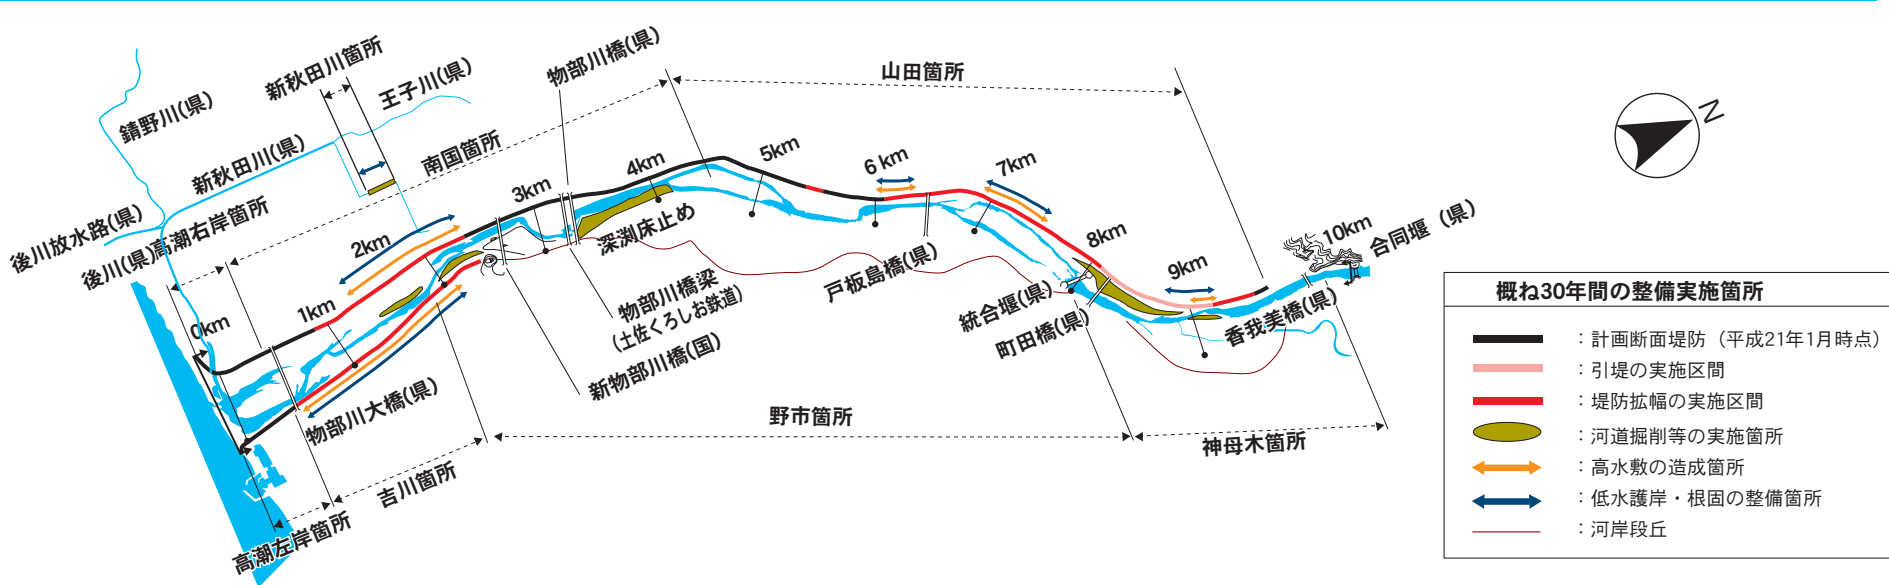 新秋田川箇所
物部川橋(県)
山田箇所
錆野川(県)
王子川(県)
N
新秋田川(県)
南国箇所
後川放水路(県)
後川(県)
高潮右岸箇所
0km
1km
2km
3km
4km
5km
6 km
7km
8km
9km
10km
合同堰（県）
深渕床止め
戸板島橋(県)
統合堰(県)
町田橋(県)
香我美橋(県)
物部川橋梁
(土佐くろしお鉄道)
新物部川橋(国)
物部川大橋(県)
野市箇所
神母木箇所
吉川箇所
高潮左岸箇所
概ね30年間の整備実施箇所
：計画断面堤防（平成21年1月時点）
：引堤の実施区間
：堤防拡幅の実施区間
：河道掘削等の実施箇所
：高水敷の造成箇所
：低水護岸・根固の整備箇所
：河岸段丘